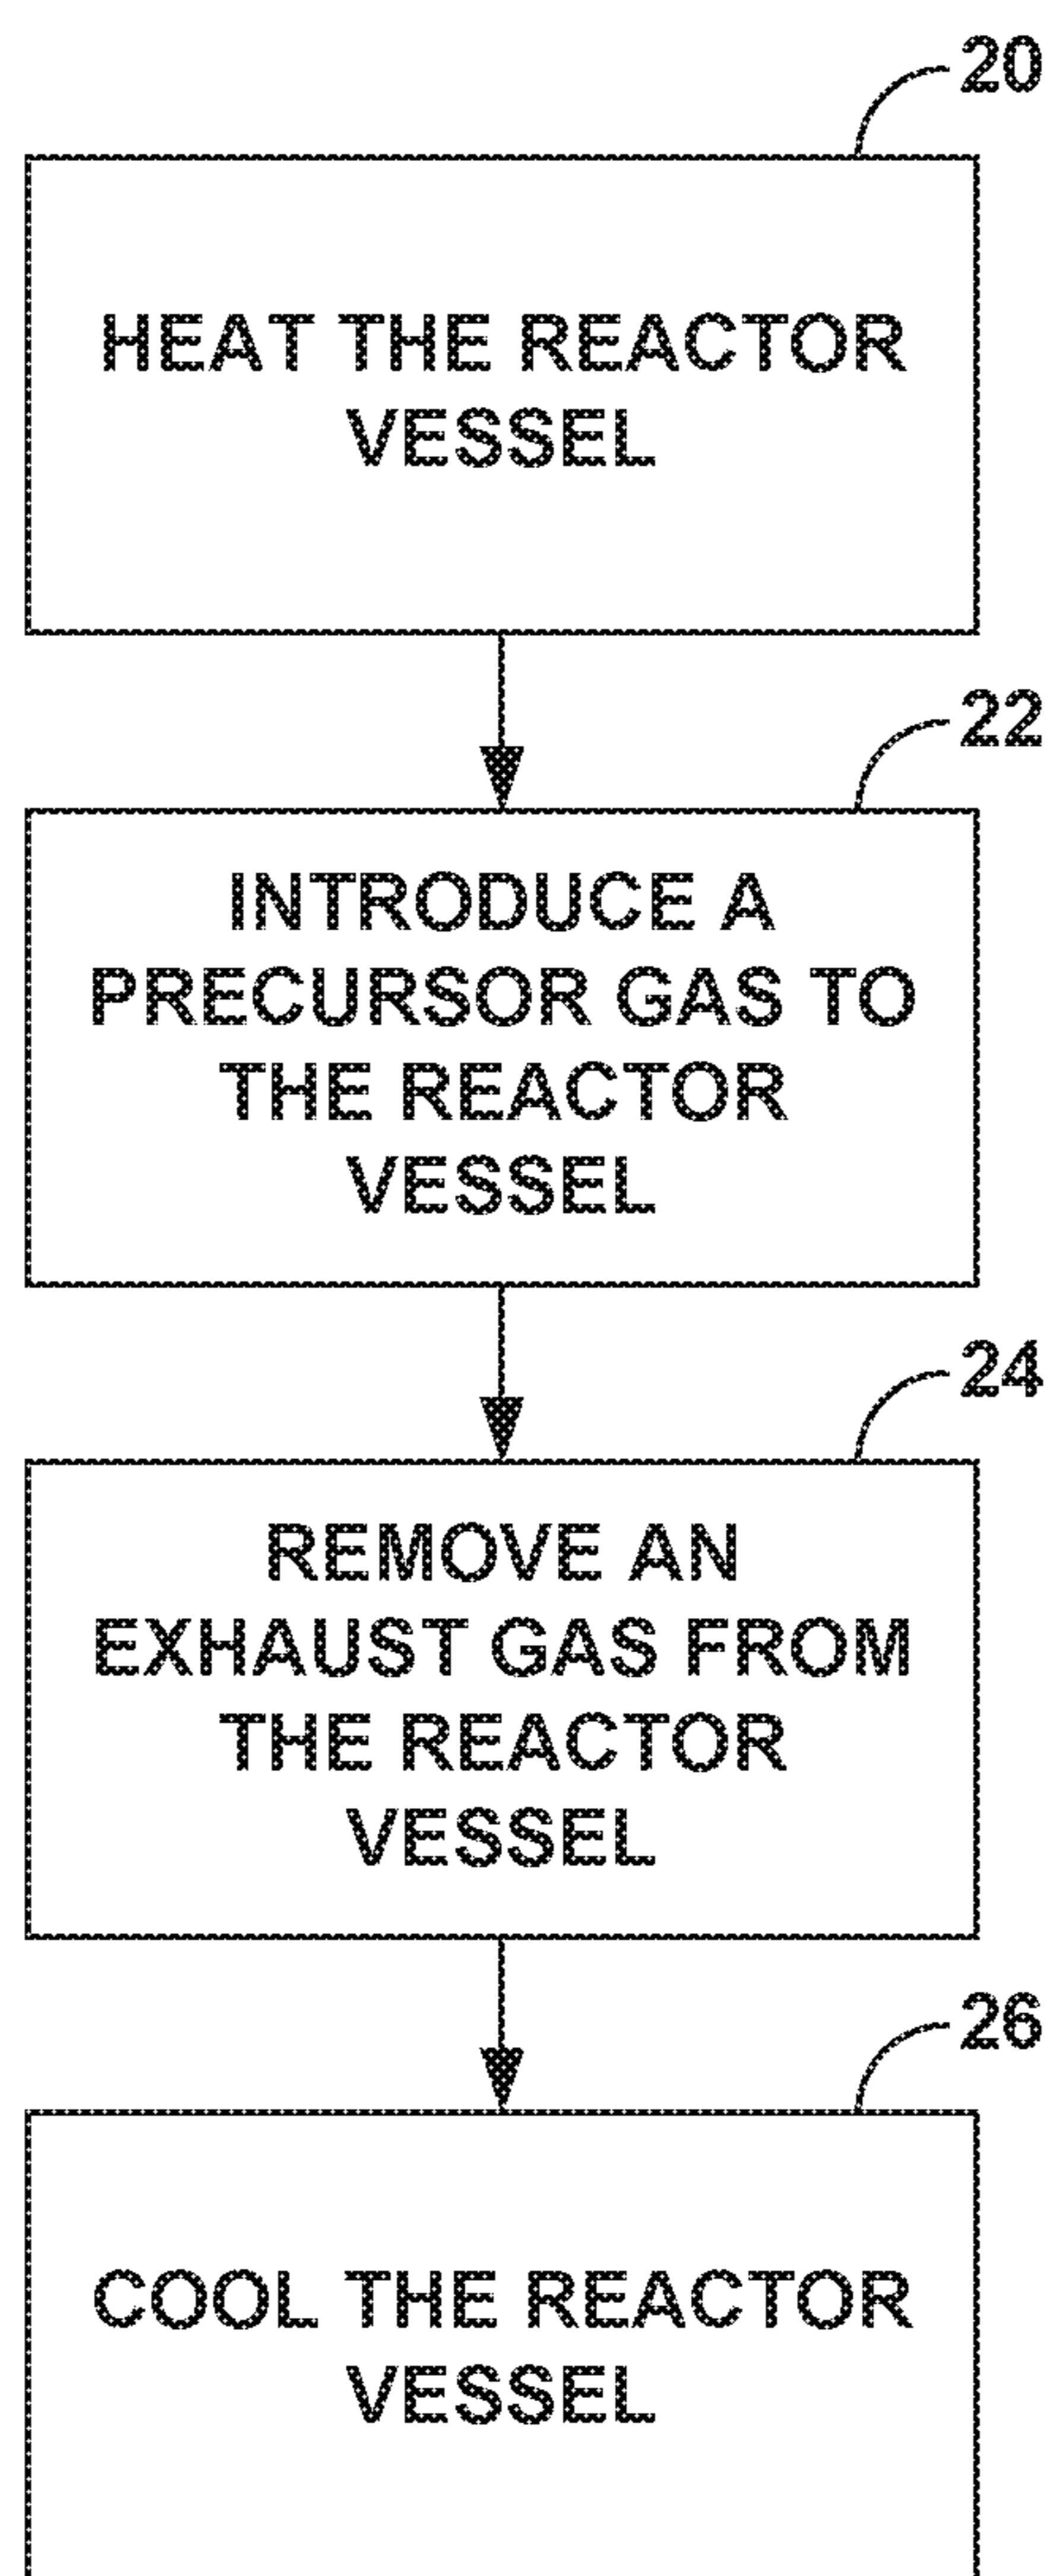 20
HEAT THE REACTOR
VESSEL
22
INTRODUCE A
PRECURSOR GAS TO
THE REACTOR
VESSEL
24
REMOVE AN
EXHAUST GAS FROM
THE REACTOR
VESSEL
26
COOL THE REACTOR
VESSEL